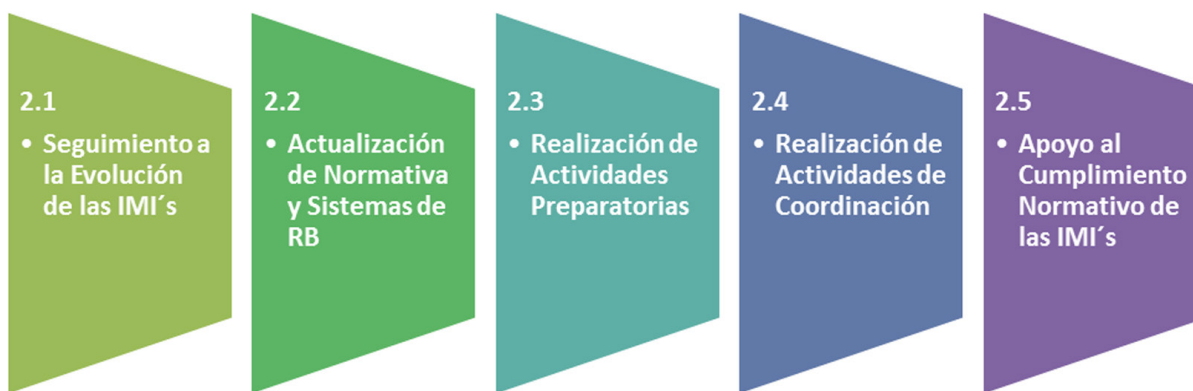 2.1
• Seguimiento a
la Evolución
de las IMI´s
2.2
• Actualización
de Normativa
y Sistemas de
RB
2.3
• Realización de
Actividades
Preparatorias
2.4
• Realización de
Actividades de
Coordinación
2.5
• Apoyo al
Cumplimiento
Normativo de
las IMI´s